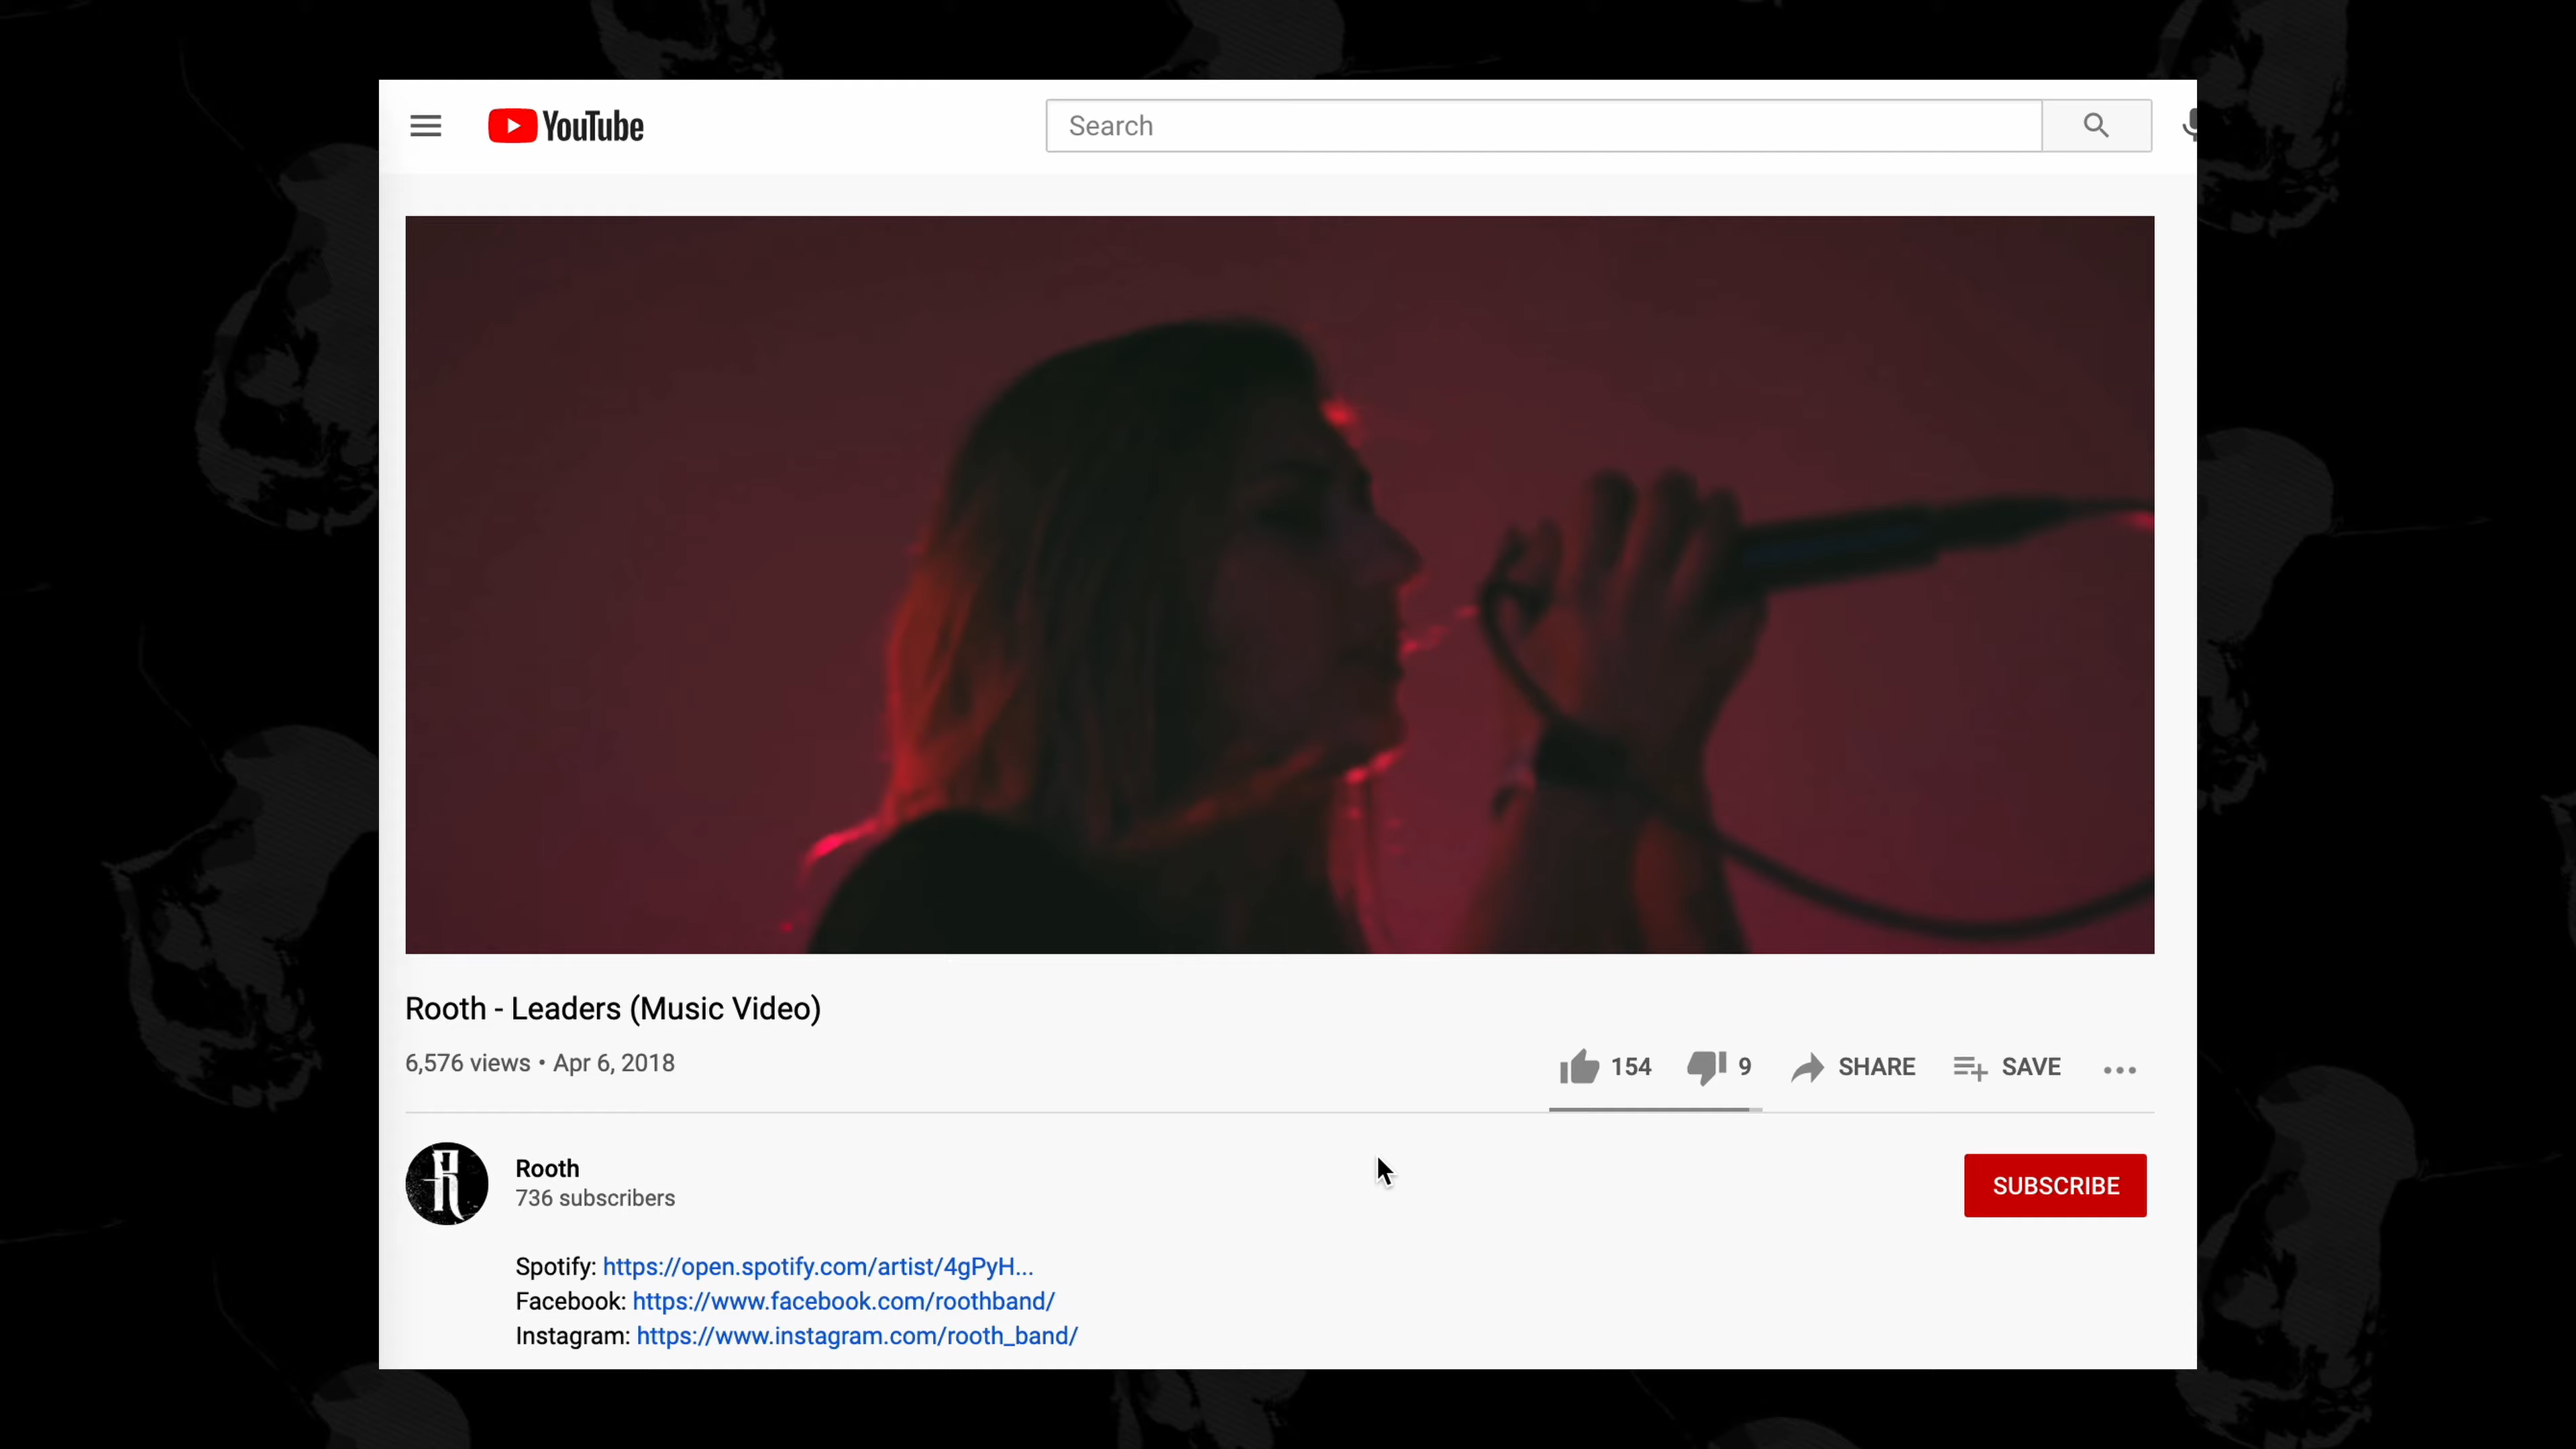 YouTube
Search
Rooth - Leaders (Music Video)
6,576 views • Apr 6, 2018
154 9 SHARE SAVE
Rooth
736 subscribers
SUBSCRIBE
Spotify: https://open.spotify.com/artist/4gPyH...
Facebook: https://www.facebook.com/roothband/
Instagram: https://www.instagram.com/rooth_band/